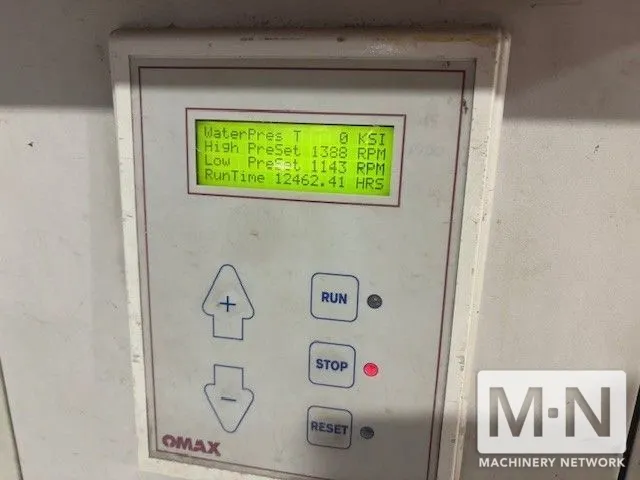 WaterPres T 0 KSI
High PreSet 1388 RPM
Low PreSet 1143 RPM
RunTime 12462.41 HRS
+
RUN
STOP
-
RESET
OMAX
M·N
MACHINERY NETWORK